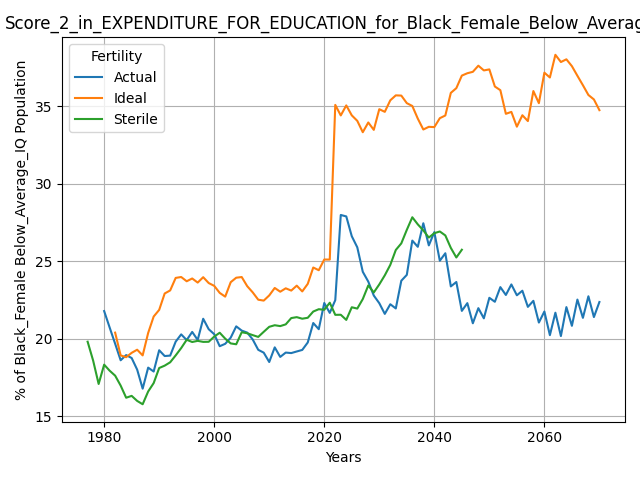 Score_2_in_EXPENDITURE_FOR_EDUCATION_for_Black_Female_Below_Averag
Fertility
Actual
Ideal
Sterile
% of Black_Female Below_Average_IQ Population
35
30
25
20
15
1980 2000 2020 2040 2060
Years